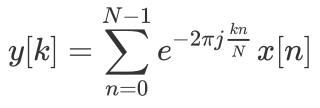 y[k] = \sum_{n=0}^{N-1} e^{-2\pi j \frac{kn}{N}} x[n]